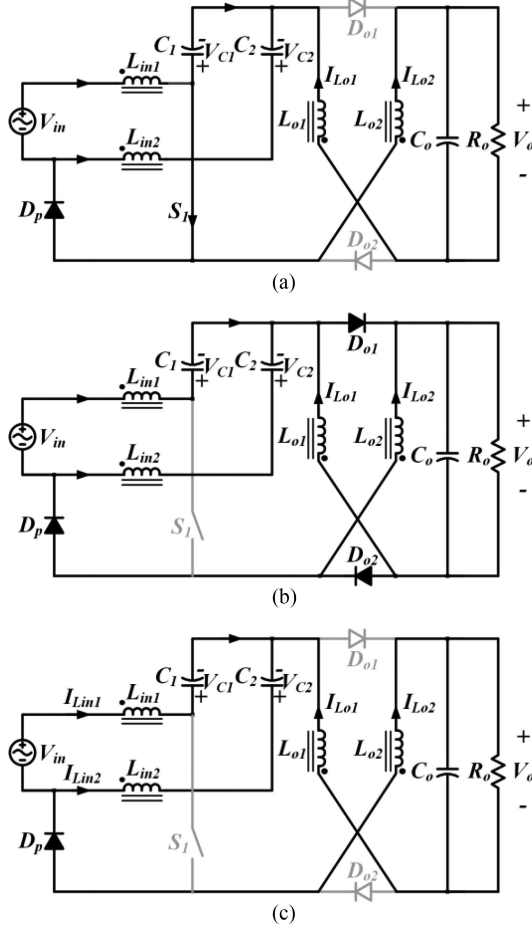 C1 - VC1 + C2 - VC2 + Do1
Lin1 ILo1 ILo2
Vin Lo1 Lo2 Co Ro + Vo -
Lin2
Dp S1 Do2
(a)
C1 - VC1 + C2 - VC2 + Do1
Lin1 ILo1 ILo2
Vin Lo1 Lo2 Co Ro + Vo -
Lin2
Dp S1 Do2
(b)
C1 - VC1 + C2 - VC2 + Do1
ILin1 Lin1 ILo1 ILo2
Vin Lo1 Lo2 Co Ro + Vo -
ILin2 Lin2
Dp S1 Do2
(c)